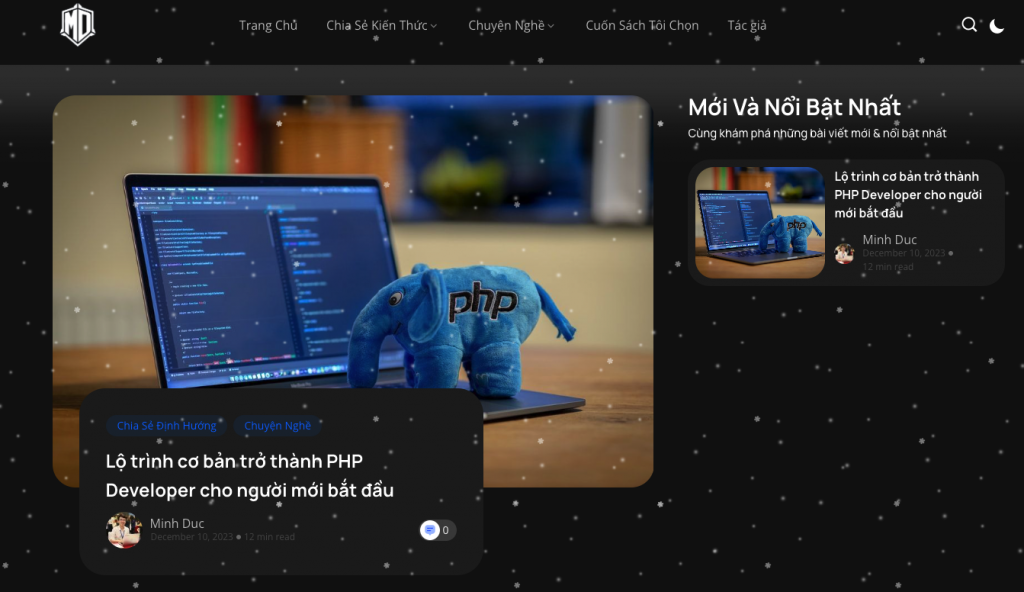 MD
Trang Chủ
Chia Sẻ Kiến Thức
Chuyện Nghề
Cuốn Sách Tôi Chọn
Tác giả
php
Chia Sẽ Định Hướng
Chuyện Nghề
Lộ trình cơ bản trở thành PHP
Developer cho người mới bắt đầu
Minh Duc
December 10, 2023 ● 12 min read
0
Mới Và Nổi Bật Nhất
Cùng khám phá những bài viết mới & nổi bật nhất
php
Lộ trình cơ bản trở thành
PHP Developer cho người
mới bắt đầu
Minh Duc
December 10, 2023 ●
12 min read